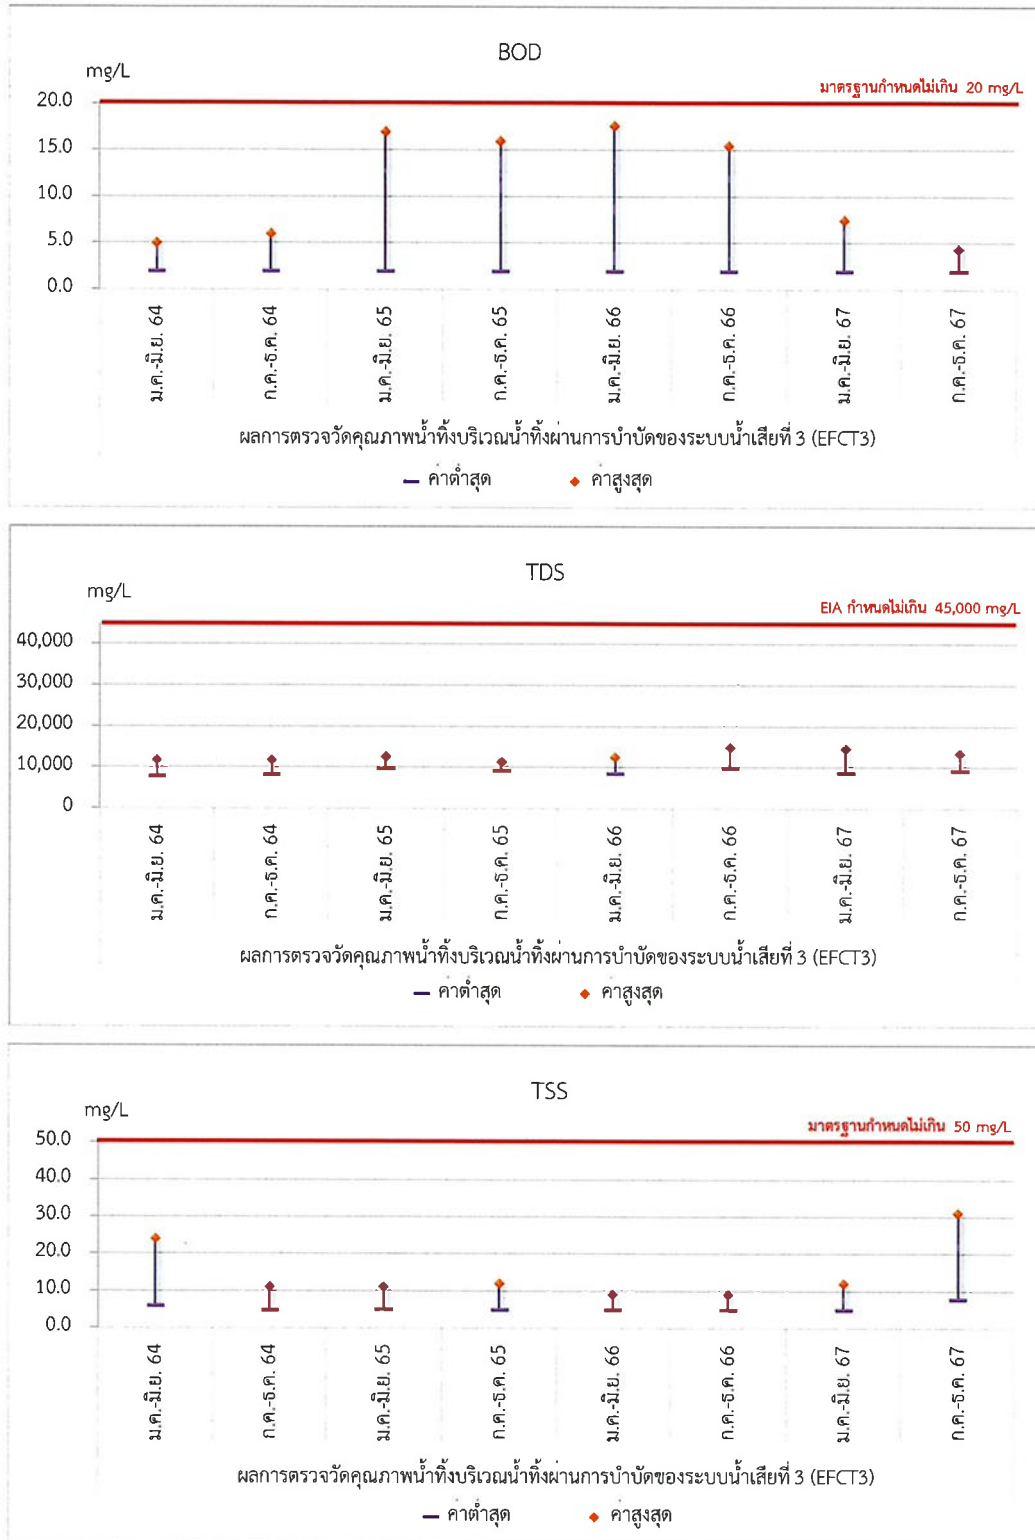 BOD
mg/L
มาตรฐานกำหนดไม่เกิน 20 mg/L
20.0
15.0
10.0
5.0
0.0
ม.ค.-มิ.ย. 64
ก.ค.-ธ.ค. 64
ม.ค.-มิ.ย. 65
ก.ค.-ธ.ค. 65
ม.ค.-มิ.ย. 66
ก.ค.-ธ.ค. 66
ม.ค.-มิ.ย. 67
ก.ค.-ธ.ค. 67
ผลการตรวจวัดคุณภาพน้ำทิ้งบริเวณน้ำทิ้งผ่านการบำบัดของระบบน้ำเสียที่ 3 (EFCT3)
ค่าต่ำสุด ค่าสูงสุด
TDS
mg/L
EIA กำหนดไม่เกิน 45,000 mg/L
40,000
30,000
20,000
10,000
0
ม.ค.-มิ.ย. 64
ก.ค.-ธ.ค. 64
ม.ค.-มิ.ย. 65
ก.ค.-ธ.ค. 65
ม.ค.-มิ.ย. 66
ก.ค.-ธ.ค. 66
ม.ค.-มิ.ย. 67
ก.ค.-ธ.ค. 67
ผลการตรวจวัดคุณภาพน้ำทิ้งบริเวณน้ำทิ้งผ่านการบำบัดของระบบน้ำเสียที่ 3 (EFCT3)
ค่าต่ำสุด ค่าสูงสุด
TSS
mg/L
มาตรฐานกำหนดไม่เกิน 50 mg/L
50.0
40.0
30.0
20.0
10.0
0.0
ม.ค.-มิ.ย. 64
ก.ค.-ธ.ค. 64
ม.ค.-มิ.ย. 65
ก.ค.-ธ.ค. 65
ม.ค.-มิ.ย. 66
ก.ค.-ธ.ค. 66
ม.ค.-มิ.ย. 67
ก.ค.-ธ.ค. 67
ผลการตรวจวัดคุณภาพน้ำทิ้งบริเวณน้ำทิ้งผ่านการบำบัดของระบบน้ำเสียที่ 3 (EFCT3)
ค่าต่ำสุด ค่าสูงสุด